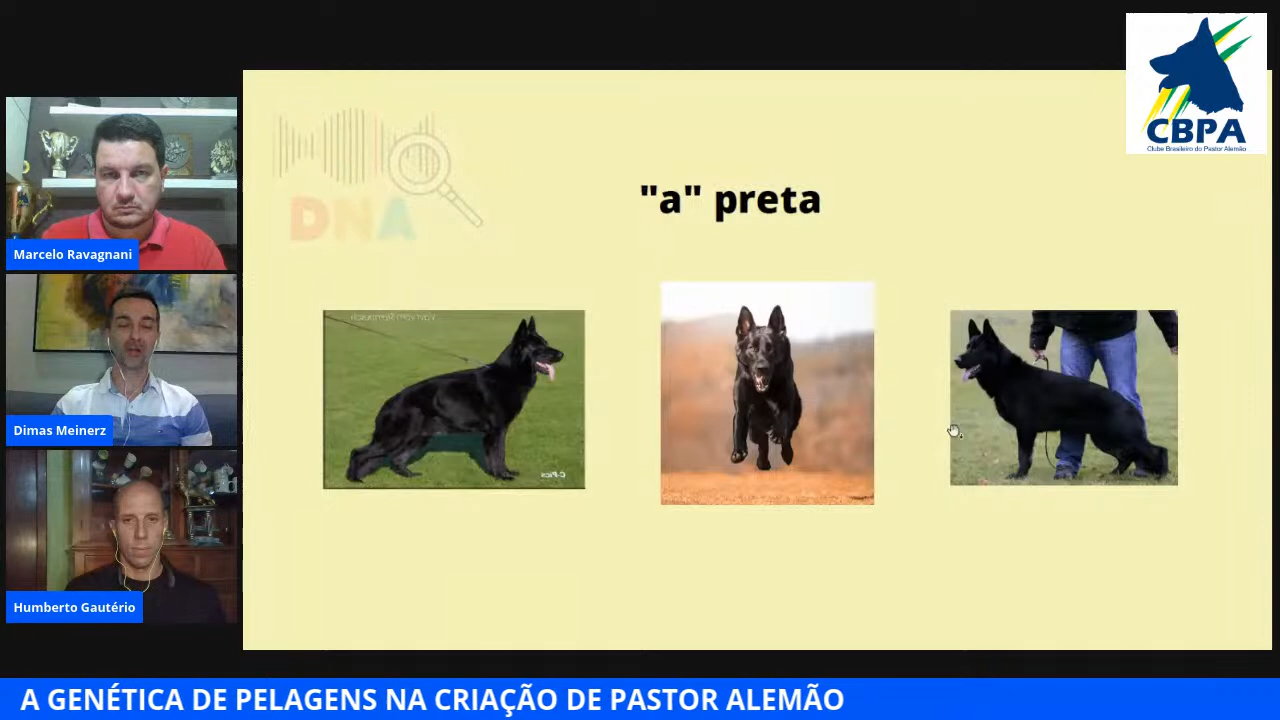 CBPA
Clube Brasileiro do Pastor Alemão
DNA
"a" preta
Marcelo Ravagnani
Dimas Meinerz
C-Pics
Humberto Gautério
A GENÉTICA DE PELAGENS NA CRIAÇÃO DE PASTOR ALEMÃO